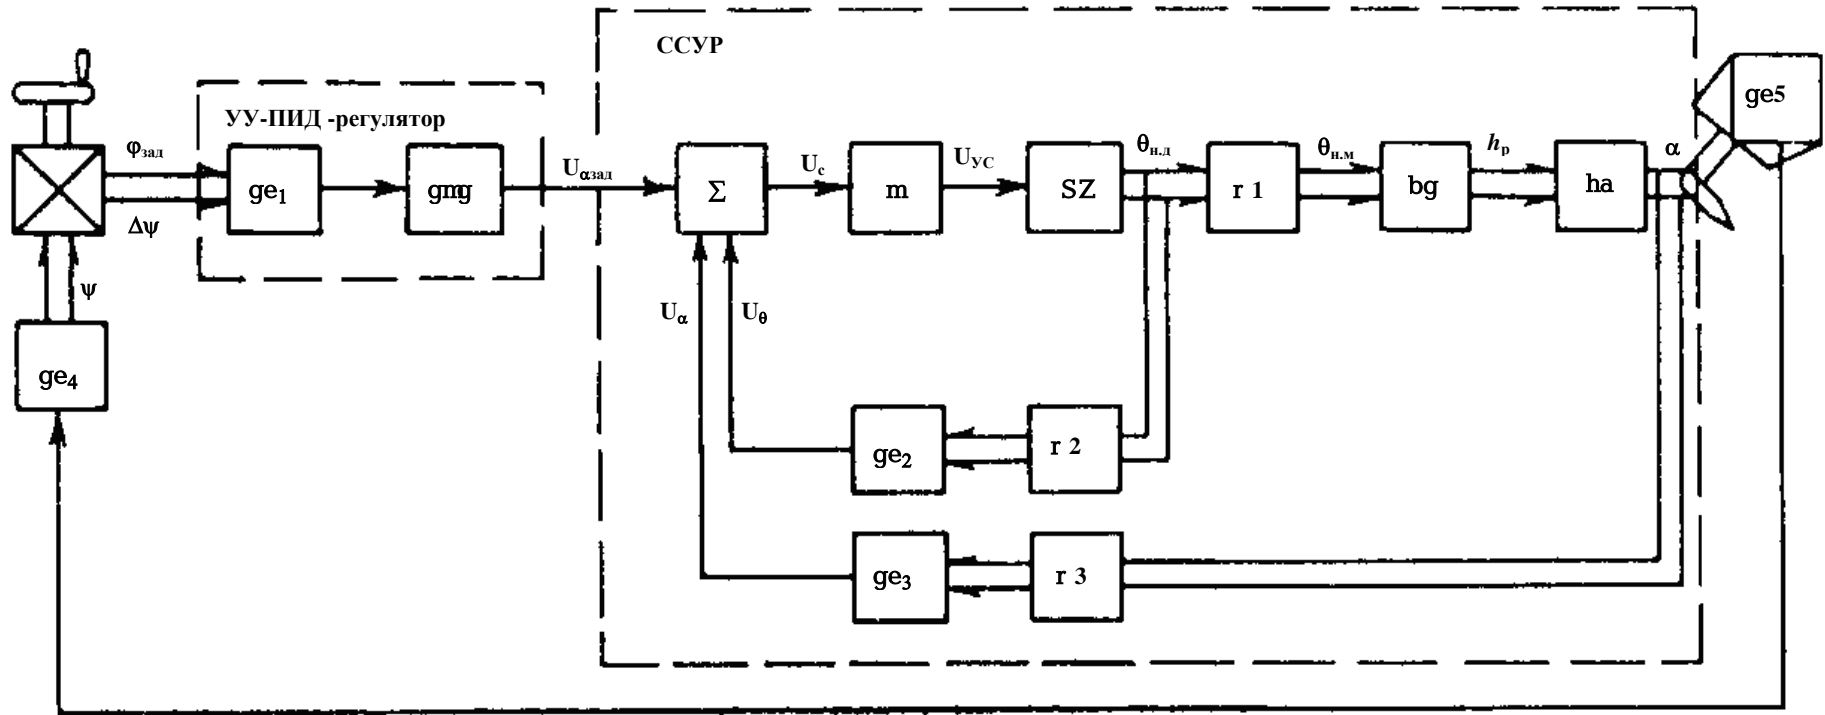 ССУР
ge5
УУ-ПИД -регулятор
φзад
Δψ
ge1
gmg
Uαзад
Σ
Uс
m
UУС
SZ
θн.д
r 1
θн.м
bg
hр
ha
α
ψ
Uα
Uθ
ge4
ge2
r 2
ge3
r 3